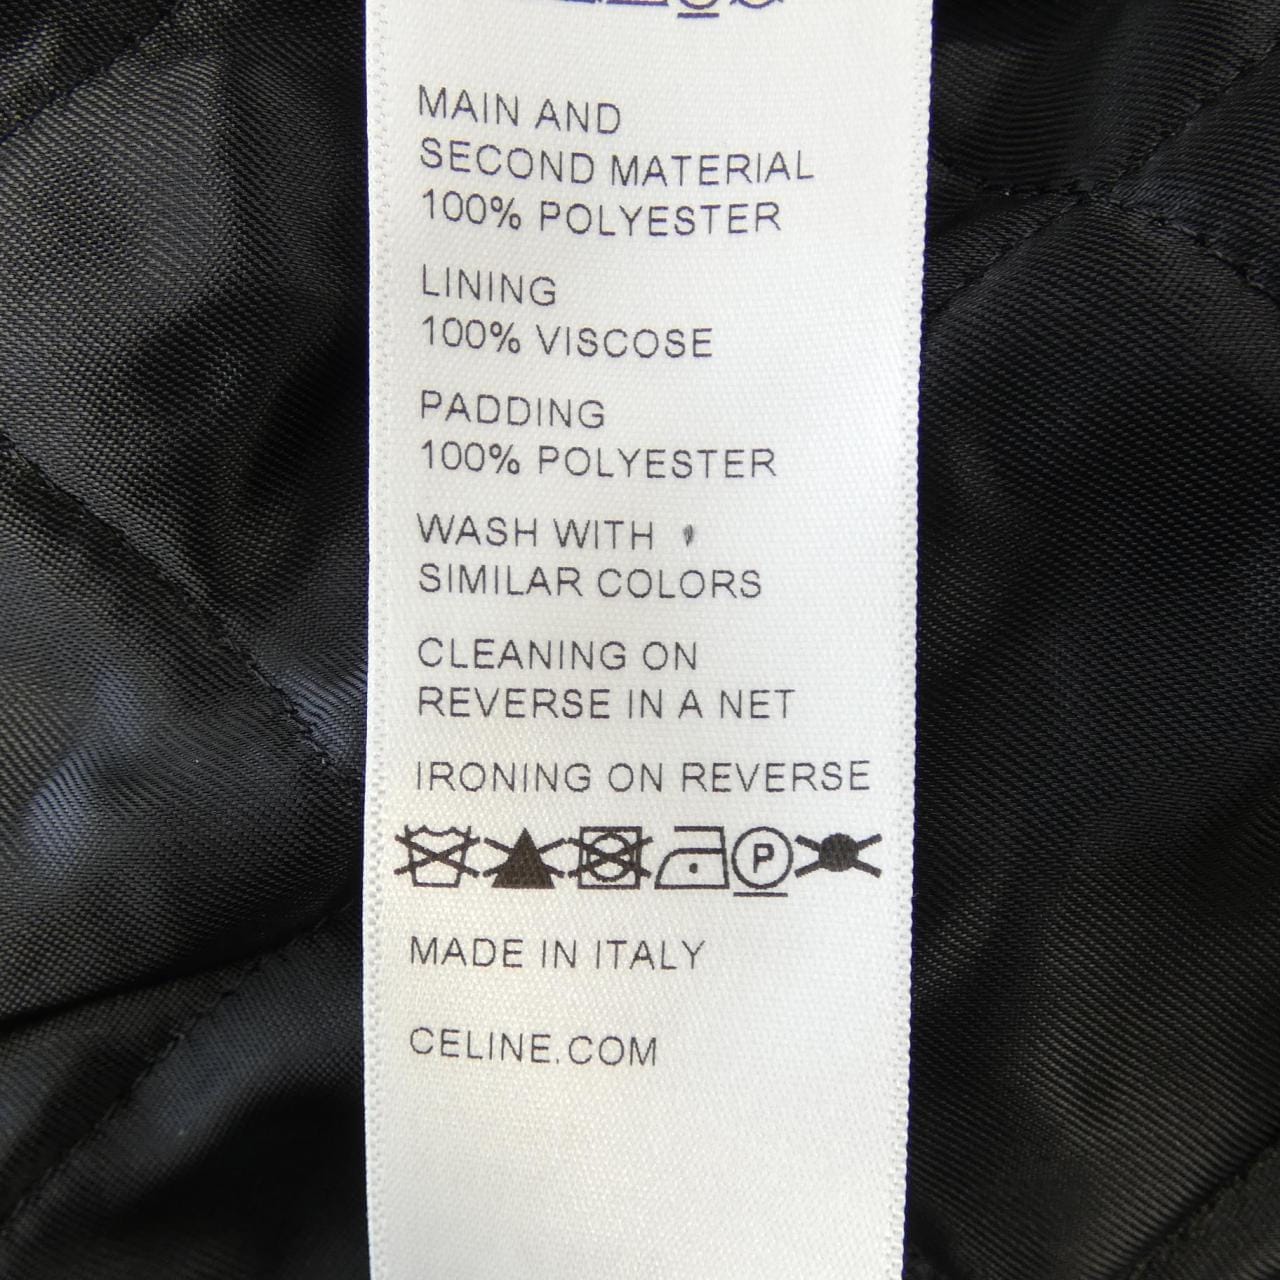 MAIN AND
SECOND MATERIAL
100% POLYESTER
LINING
100% VISCOSE
PADDING
100% POLYESTER
WASH WITH
SIMILAR COLORS
CLEANING ON
REVERSE IN A NET
IRONING ON REVERSE
P
MADE IN ITALY
CELINE.COM